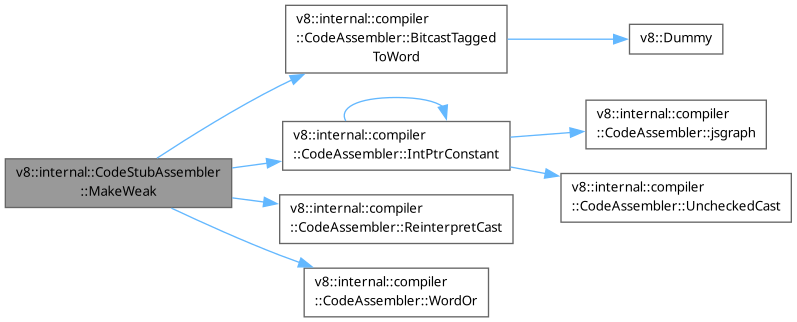 v8::internal::CodeStubAssembler
::MakeWeak
v8::internal::compiler
::CodeAssembler::BitcastTagged
ToWord
v8::Dummy
v8::internal::compiler
::CodeAssembler::IntPtrConstant
v8::internal::compiler
::CodeAssembler::jsgraph
v8::internal::compiler
::CodeAssembler::UncheckedCast
v8::internal::compiler
::CodeAssembler::ReinterpretCast
v8::internal::compiler
::CodeAssembler::WordOr